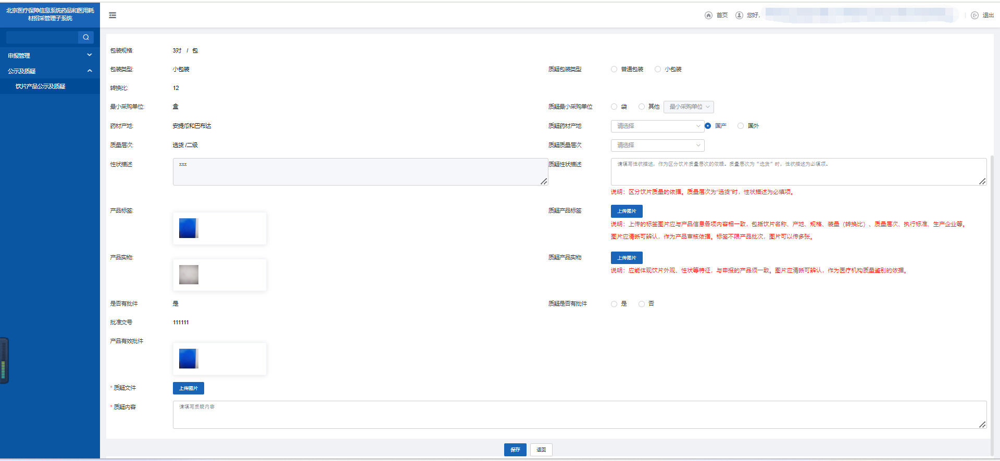 北京医疗保障信息系统药品和医用耗
材招采管理子系统
首页 您好, 退出
申报管理
公示及质疑
饮片产品公示及质疑
包装规格: 3对 / 包
包装类型: 小包装 质疑包装类型 普通包装 小包装
转换比: 12
最小采购单位: 盒 质疑最小采购单位 袋 其他 最小采购单位
药材产地: 安提瓜和巴布达 质疑药材产地 请选择 国产 国外
质量层次: 选货 /二级 质疑质量层次 请选择
性状描述 xxx 质疑性状描述 请填写性状描述，作为区分饮片质量层次的依据。质量层次为“选货”时，性状描述为必填项。
说明：区分饮片质量的依据。质量层次为“选货”时，性状描述为必填项。
产品标签: 质疑产品标签 上传图片
说明：上传的标签图片应与产品信息各项内容相一致，包括饮片名称、产地、规格、装量（转换比）、质量层次、执行标准、生产企业等。
图片应清晰可辨认，作为产品审核依据。标签不限产品批次，图片可以传多张。
产品实物: 质疑产品实物 上传图片
说明：应能体现饮片外观、性状等特征，与申报的产品须一致。图片应清晰可辨认，作为医疗机构质量鉴别的依据。
是否有批件 是 质疑是否有批件 是 否
批准文号 111111
产品有效批件
* 质疑文件 上传图片
* 质疑内容 请填写质疑内容
保存 返回